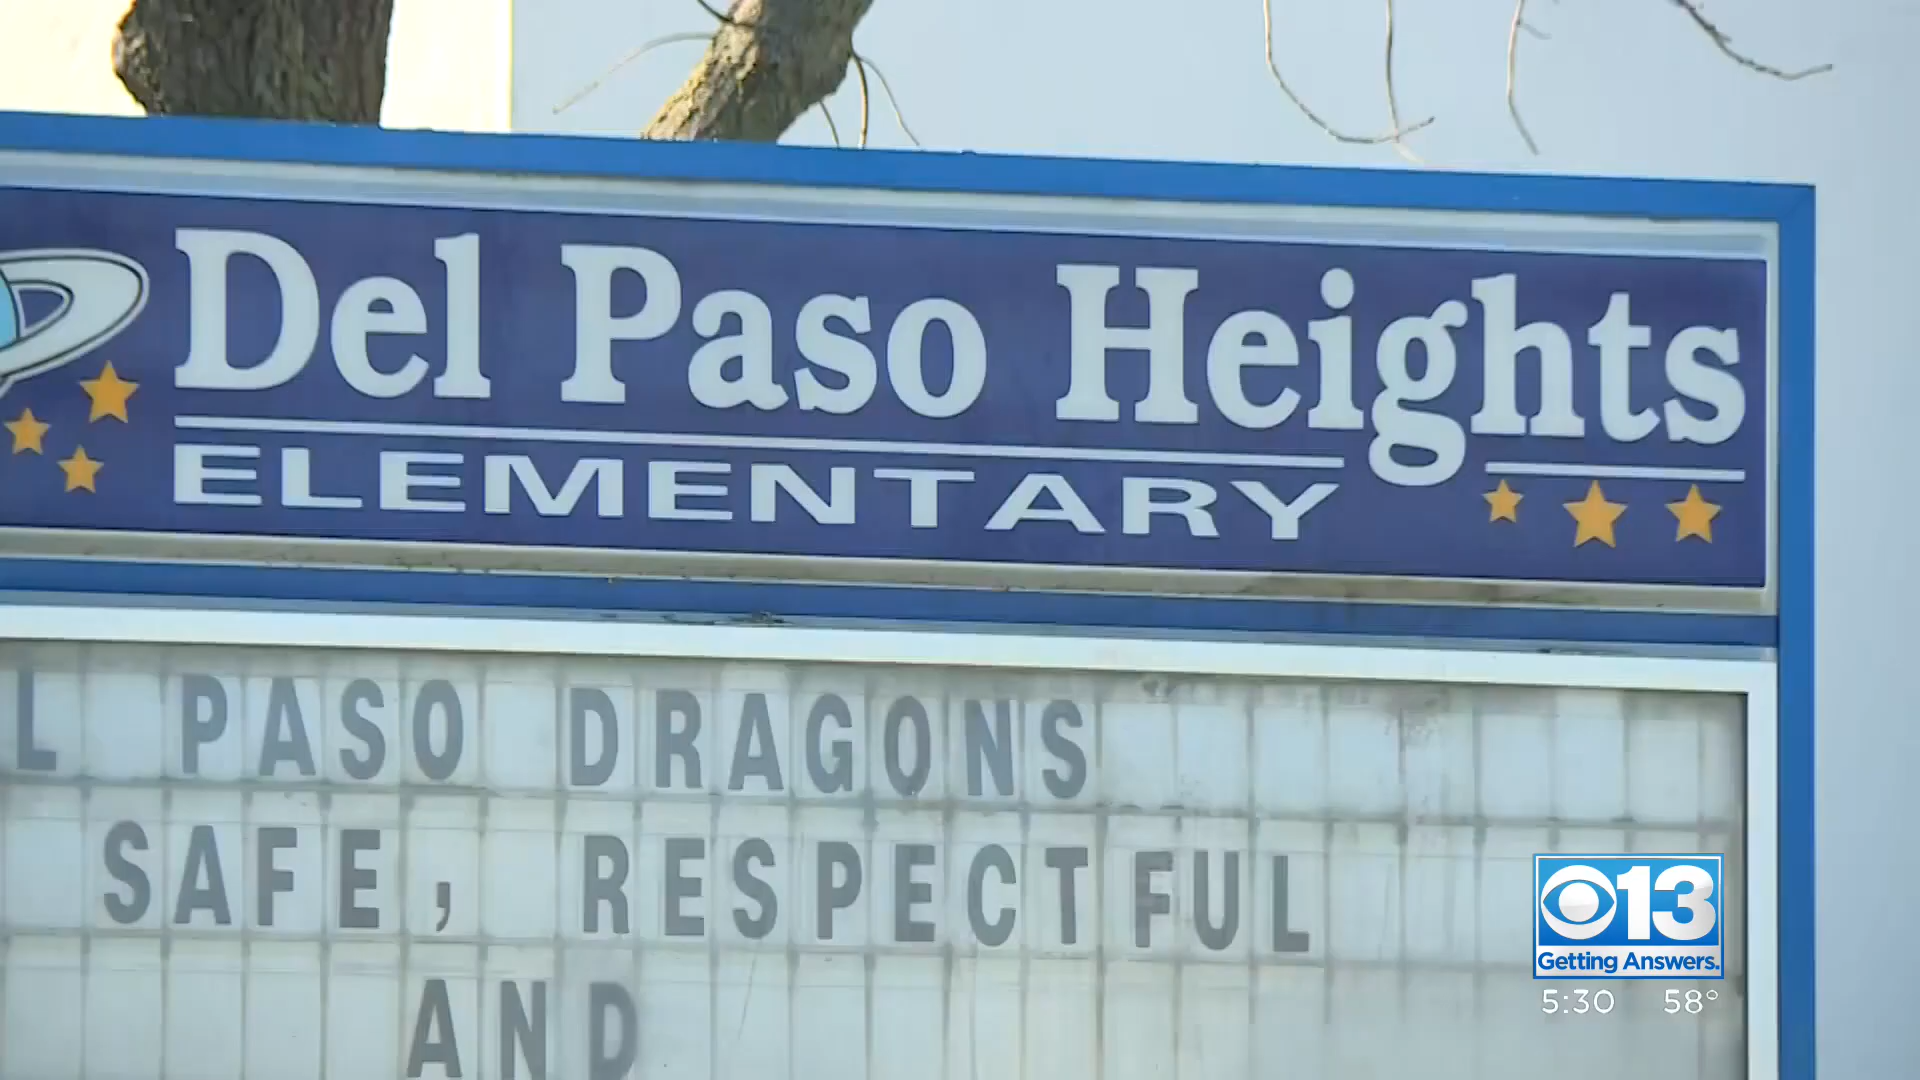 Del Paso Heights
ELEMENTARY
L PASO DRAGONS
SAFE, RESPECTFUL
AND
13
Getting Answers.
5:30 58°